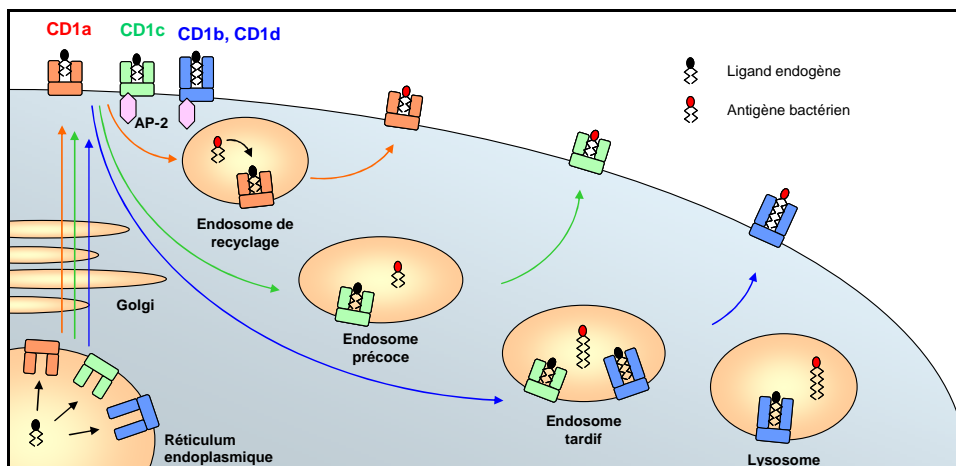 CD1a
CD1c
CD1b, CD1d
AP-2
Ligand endogène
Antigène bactérien
Endosome de
recyclage
Golgi
Endosome
précoce
Endosome
tardif
Réticulum
endoplasmique
Lysosome